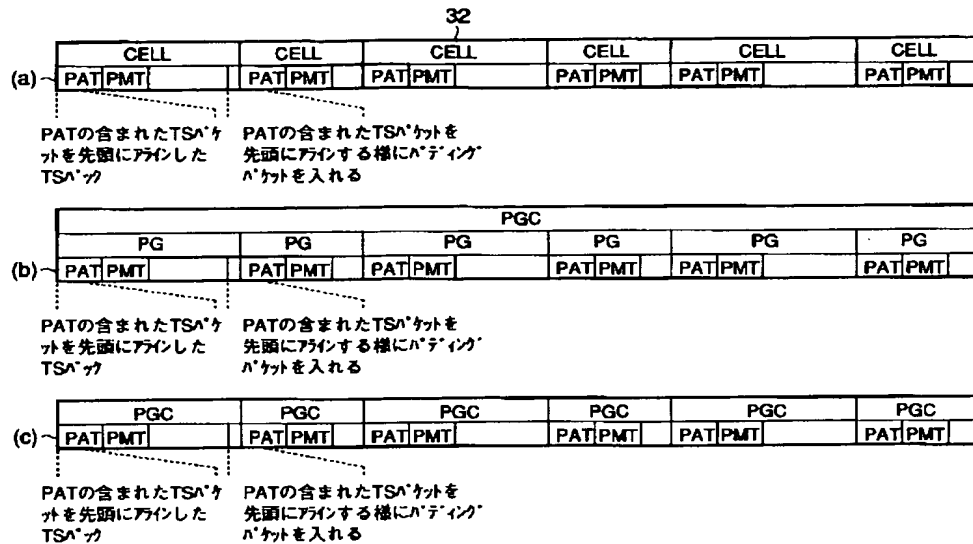 32
CELL CELL CELL CELL CELL CELL
(a) PAT PMT PAT PMT PAT PMT PAT PMT PAT PMT PAT PMT
PATの含まれたTSパケ
ットを先頭にアラインした
TSパック
PATの含まれたTSパケットを
先頭にアラインする様にパディング
パケットを入れる
PGC
PG PG PG PG PG PG
(b) PAT PMT PAT PMT PAT PMT PAT PMT PAT PMT PAT PMT
PATの含まれたTSパケ
ットを先頭にアラインした
TSパック
PATの含まれたTSパケットを
先頭にアラインする様にパディング
パケットを入れる
PGC PGC PGC PGC PGC PGC
(c) PAT PMT PAT PMT PAT PMT PAT PMT PAT PMT PAT PMT
PATの含まれたTSパケ
ットを先頭にアラインした
TSパック
PATの含まれたTSパケットを
先頭にアラインする様にパディング
パケットを入れる